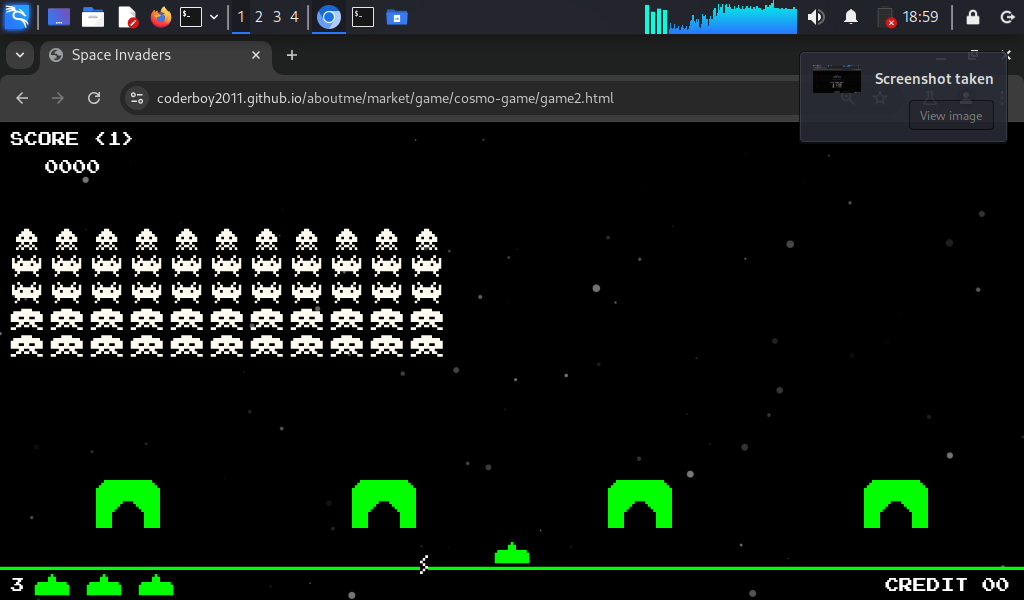 1 2 3 4
18:59
Space Invaders
coderboy2011.github.io/aboutme/market/game/cosmo-game/game2.html
Screenshot taken
View image
SCORE <1>
0000
3
CREDIT 00